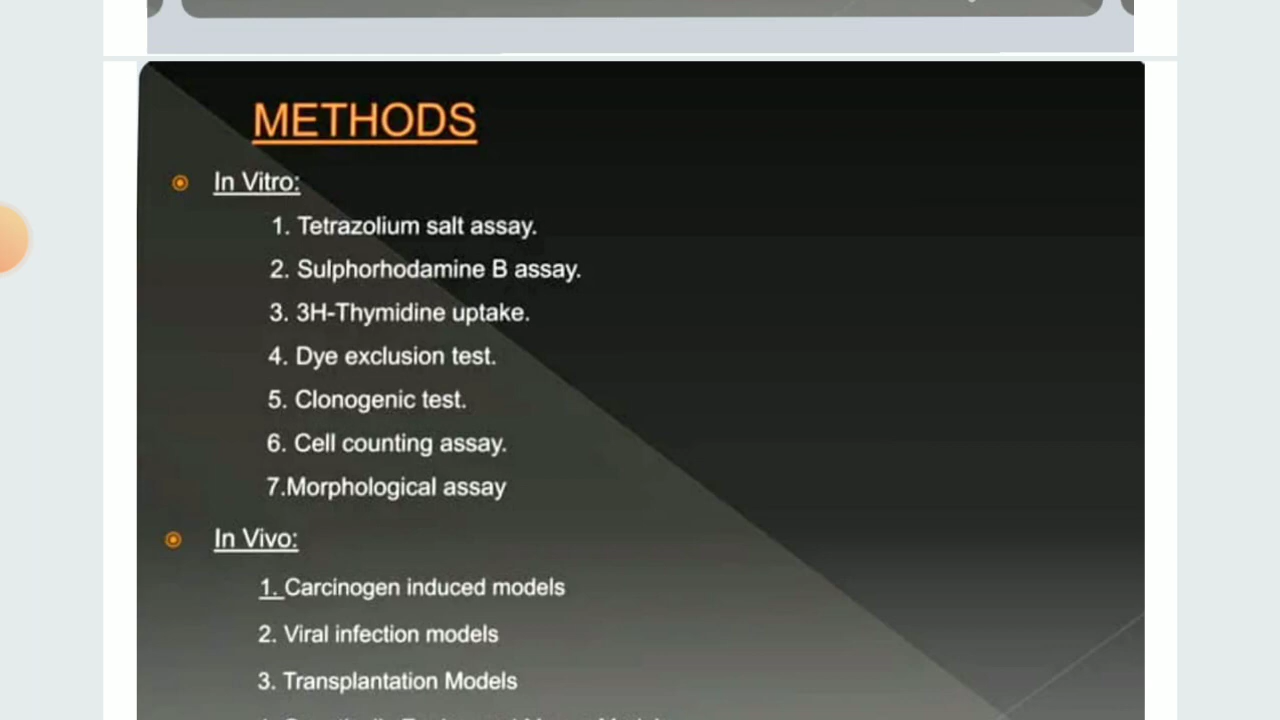 METHODS
In Vitro:
1. Tetrazolium salt assay.
2. Sulphorhodamine B assay.
3. 3H-Thymidine uptake.
4. Dye exclusion test.
5. Clonogenic test.
6. Cell counting assay.
7.Morphological assay
In Vivo:
1. Carcinogen induced models
2. Viral infection models
3. Transplantation Models